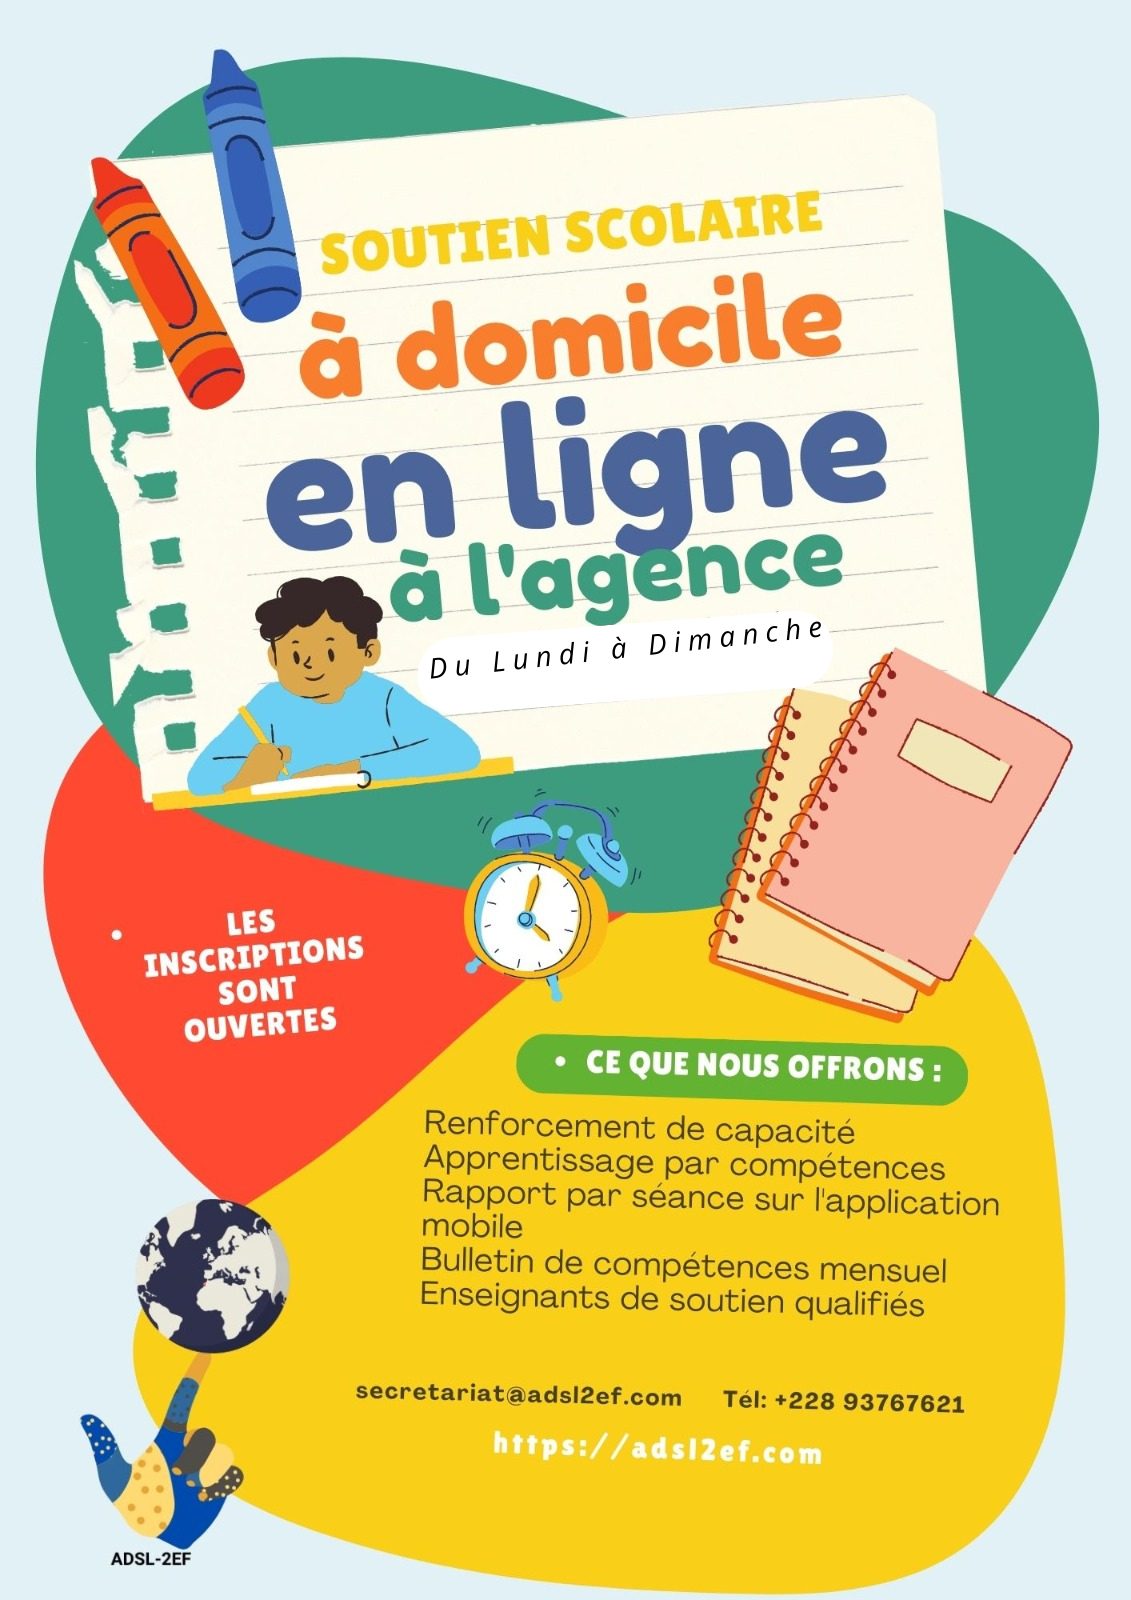 SOUTIEN SCOLAIRE
à domicile
en ligne
à l'agence
Du Lundi à Dimanche
• LES
INSCRIPTIONS
SONT
OUVERTES
• CE QUE NOUS OFFRONS :
Renforcement de capacité
Apprentissage par compétences
Rapport par séance sur l'application
mobile
Bulletin de compétences mensuel
Enseignants de soutien qualifiés
secretariat@adsl2ef.com Tél: +228 93767621
https://adsl2ef.com
ADSL-2EF